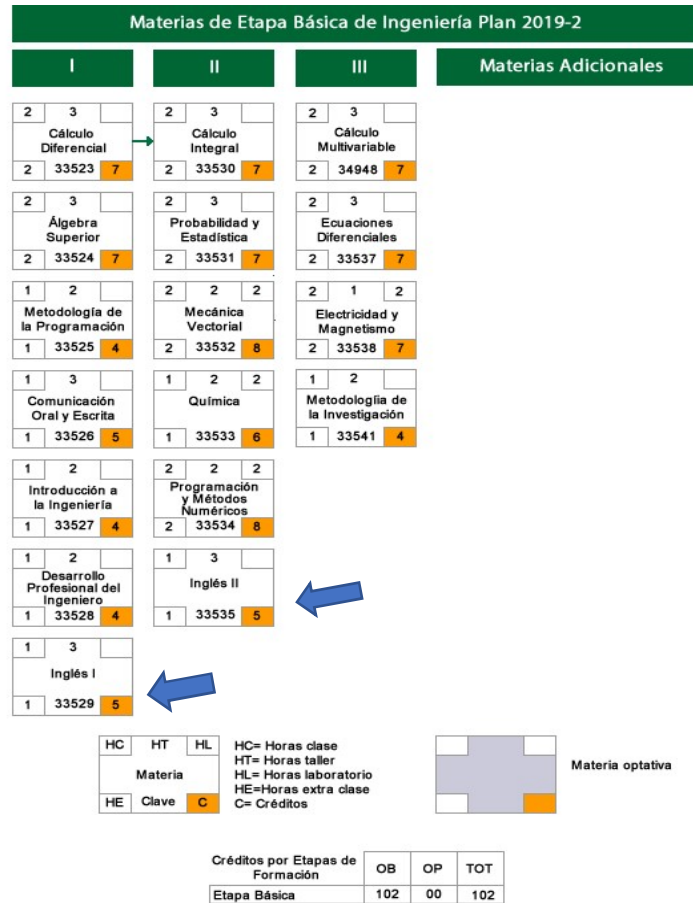 Materias de Etapa Básica de Ingeniería Plan 2019-2
I II III Materias Adicionales
2 3
Cálculo
Diferencial
2 33523 7
2 3
Álgebra
Superior
2 33524 7
1 2
Metodología de
la Programación
1 33525 4
1 3
Comunicación
Oral y Escrita
1 33526 5
1 2
Introducción a
la Ingeniería
1 33527 4
1 2
Desarrollo
Profesional del
Ingeniero
1 33528 4
1 3
Inglés I
1 33529 5
2 3
Cálculo
Integral
2 33530 7
2 3
Probabilidad y
Estadística
2 33531 7
2 2 2
Mecánica
Vectorial
2 33532 8
1 2 2
Química
1 33533 6
2 2 2
Programación
y Métodos
Numéricos
2 33534 8
1 3
Inglés II
1 33535 5
2 3
Cálculo
Multivariable
2 34948 7
2 3
Ecuaciones
Diferenciales
2 33537 7
2 1 2
Electricidad y
Magnetismo
2 33538 7
1 2
Metodologíia de
la Investigación
1 33541 4
HC HT HL
Materia
HE Clave C
HC= Horas clase
HT= Horas taller
HL= Horas laboratorio
HE=Horas extra clase
C= Créditos
Materia optativa
Créditos por Etapas de
Formación OB OP TOT
Etapa Básica 102 00 102